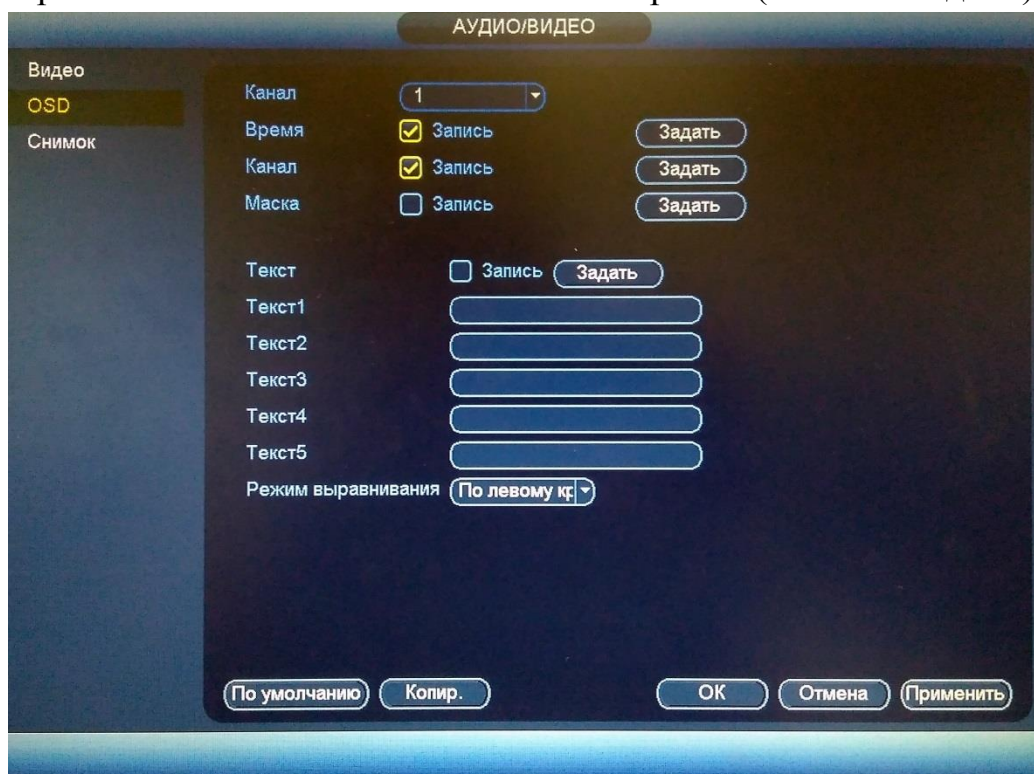 АУДИО/ВИДЕО
Видео
OSD
Снимок
Канал 1
Время Запись Задать
Канал Запись Задать
Маска Запись Задать
Текст Запись Задать
Текст1
Текст2
Текст3
Текст4
Текст5
Режим выравнивания По левому кр
По умолчанию Копир. ОК Отмена Применить